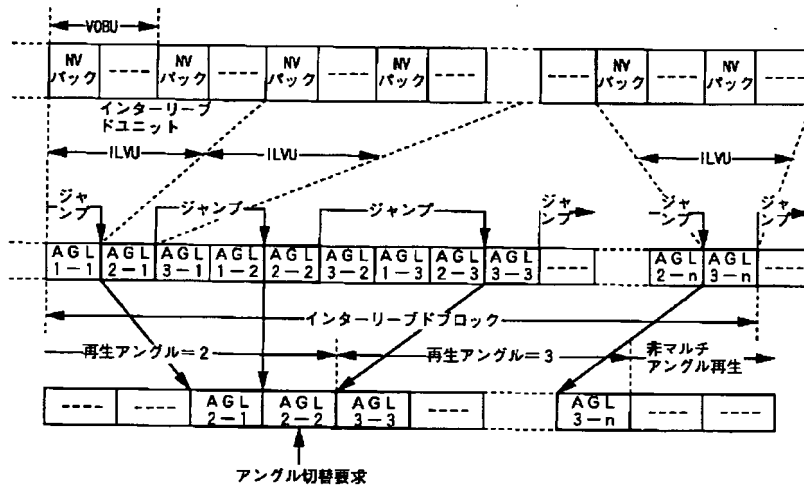 VOBU
NV パック ---- NV パック ---- NV パック ---- NV パック ---- ---- NV パック ---- NV パック ----
インターリーブ
ドユニット
ILVU ILVU ILVU
ジャンプ ジャンプ ジャンプ ジャンプ ジャンプ ジャンプ
AGL 1-1 AGL 2-1 AGL 3-1 AGL 1-2 AGL 2-2 AGL 3-2 AGL 1-3 AGL 2-3 AGL 3-3 ---- AGL 2-n AGL 3-n ----
インターリーブドブロック
再生アングル=2 再生アングル=3 非マルチ
アングル再生
---- ---- AGL 2-1 AGL 2-2 AGL 3-3 ---- AGL 3-n ---- ----
アングル切替要求